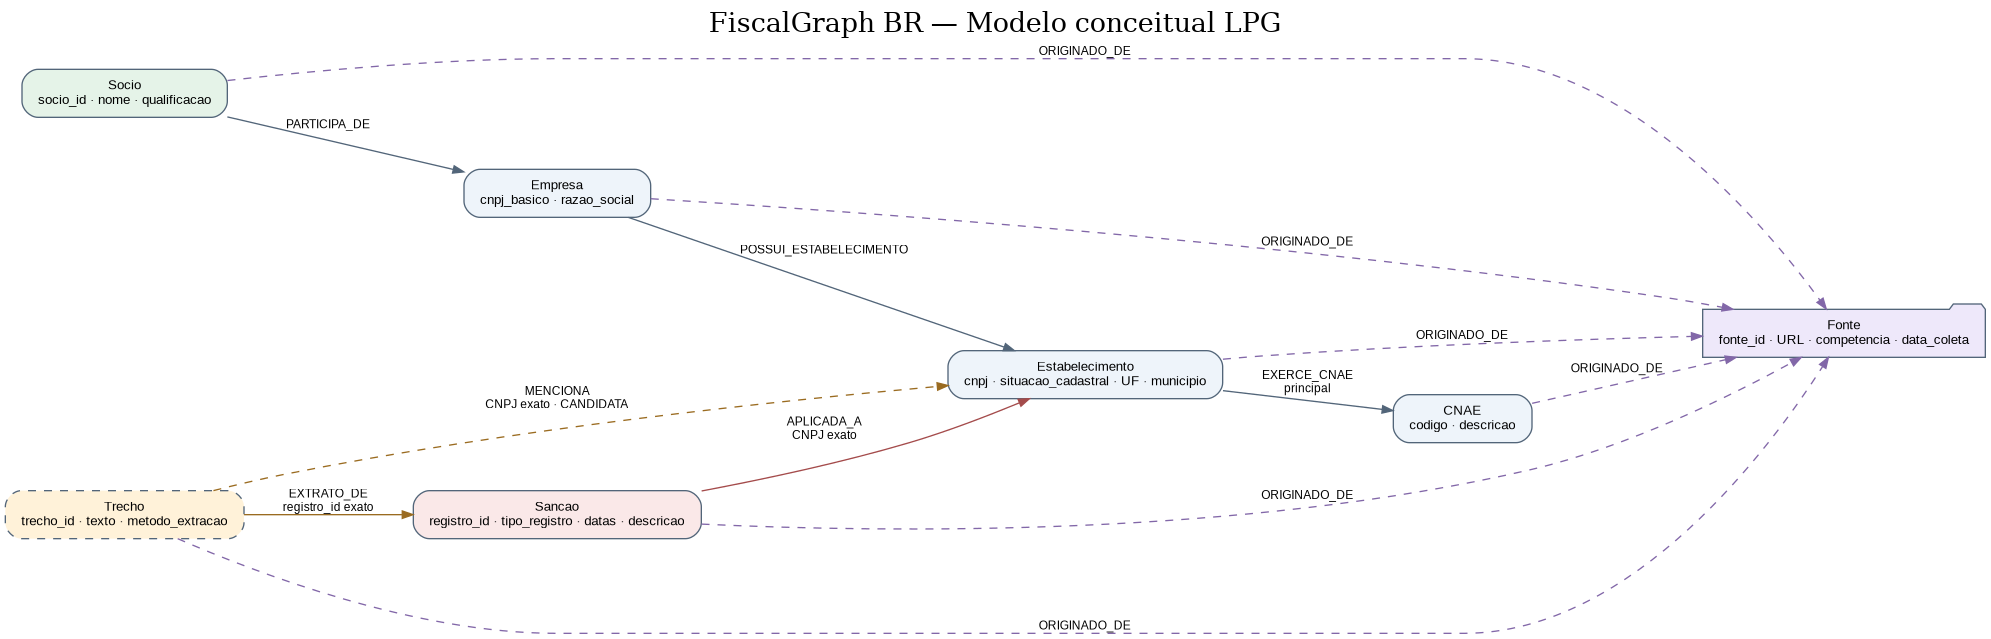 FiscalGraph BR — Modelo conceitual LPG
ORIGINADO_DE
Socio
socio_id · nome · qualificacao
PARTICIPA_DE
Empresa
cnpj_basico · razao_social
ORIGINADO_DE
POSSUI_ESTABELECIMENTO
Fonte
fonte_id · URL · competencia · data_coleta
ORIGINADO_DE
Estabelecimento
cnpj · situacao_cadastral · UF · municipio
EXERCE_CNAE
principal
ORIGINADO_DE
MENCIONA
CNPJ exato · CANDIDATA
CNAE
codigo · descricao
APLICADA_A
CNPJ exato
ORIGINADO_DE
Trecho
trecho_id · texto · metodo_extracao
EXTRATO_DE
registro_id exato
Sancao
registro_id · tipo_registro · datas · descricao
ORIGINADO_DE